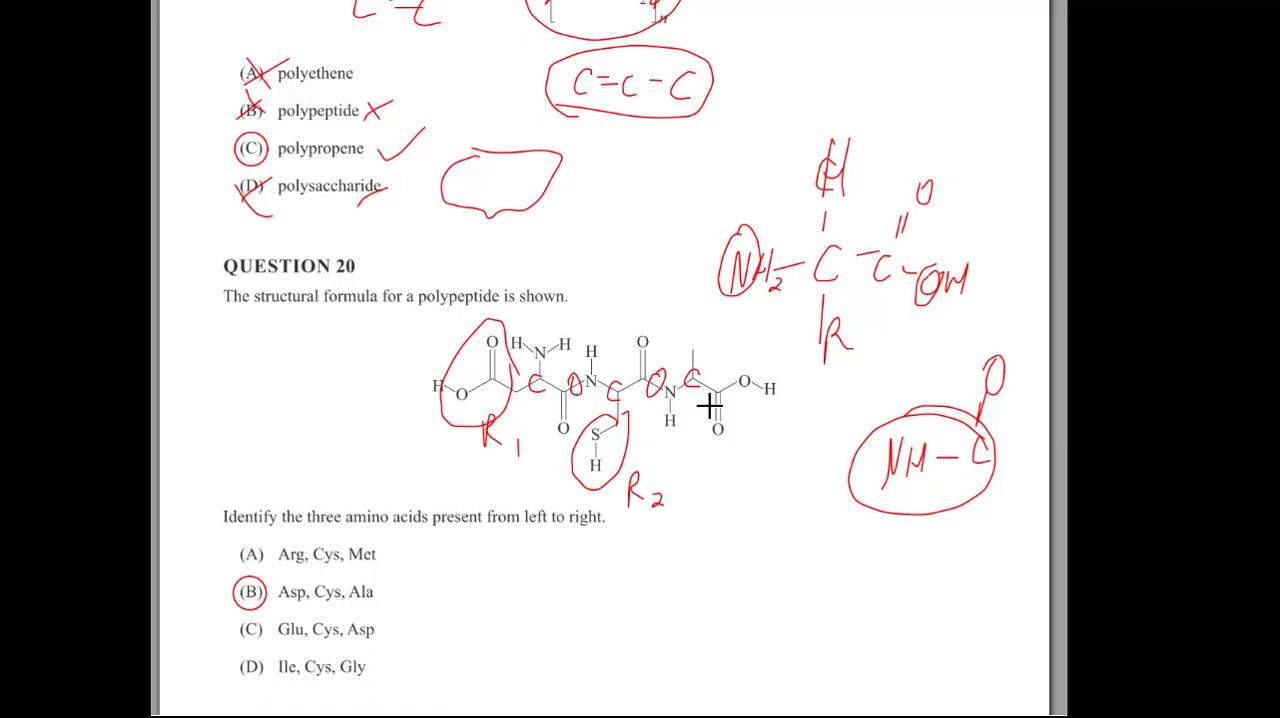 2
n
(A) polyethene
C=C-C
(B) polypeptide
(C) polypropene
(D) polysaccharide
H
O
NH2-C-C-OH
R
QUESTION 20
The structural formula for a polypeptide is shown.
O H N H H O
H O C N C N C O H
O S H O
H
R1
R2
O
NH-C
Identify the three amino acids present from left to right.
(A) Arg, Cys, Met
(B) Asp, Cys, Ala
(C) Glu, Cys, Asp
(D) Ile, Cys, Gly